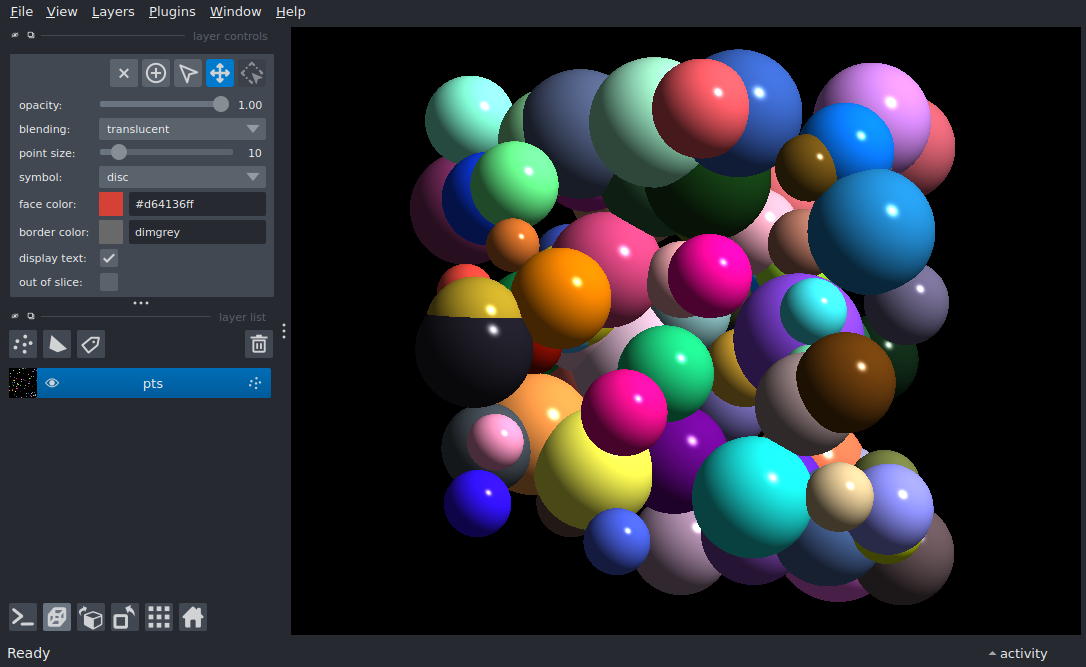 File View Layers Plugins Window Help
layer controls
opacity: 1.00
blending: translucent
point size: 10
symbol: disc
face color: #d64136ff
border color: dimgrey
display text:
out of slice:
layer list
pts
Ready
activity